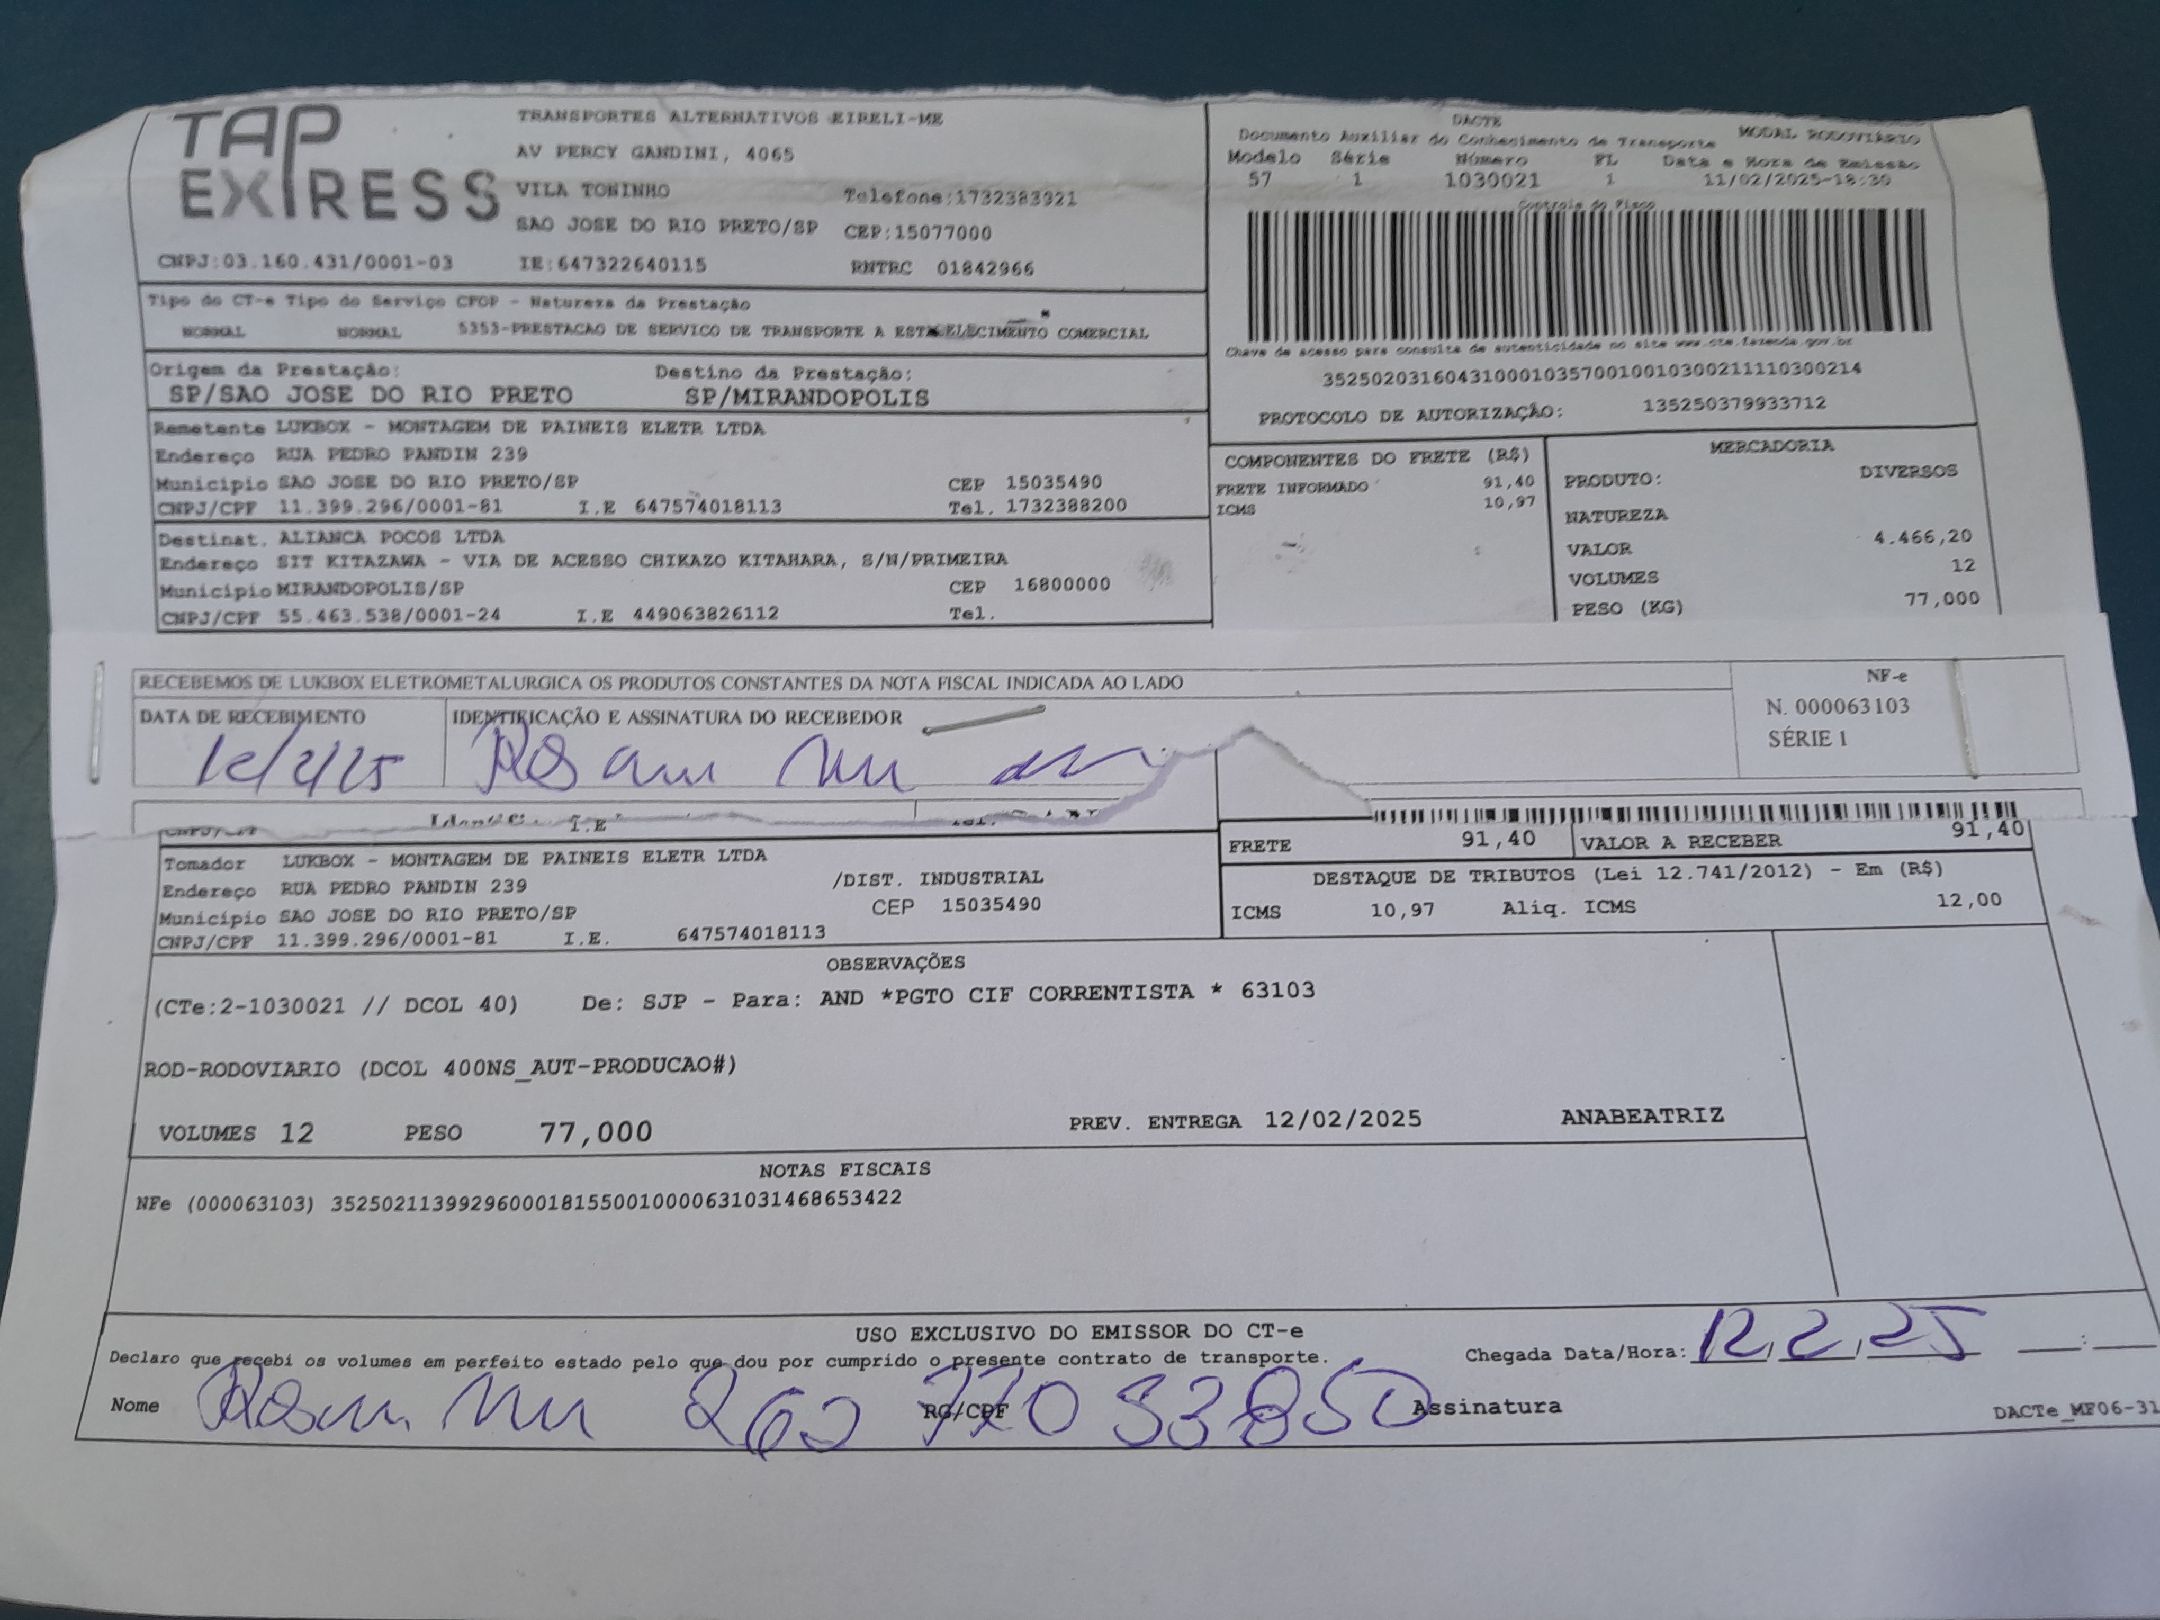 TAP EXPRESS
TRANSPORTES ALTERNATIVOS EIRELI-ME
AV PERCY GANDINI, 4065
VILA TONINHO Telefone:1732383921
SAO JOSE DO RIO PRETO/SP CEP:15077000
CNPJ:03.160.431/0001-03 IE:647322640115 RNTRC 01842966
DACTE
Documento Auxiliar do Conhecimento de Transporte MODAL RODOVIÁRIO
Modelo Série Número FL Data e Hora de Emissão
57 1 1030021 1 11/02/2025-18:30
Controle do Fisco
Chave de acesso para consulta de autenticidade no site www.cte.fazenda.gov.br
35250203160431000103570010010300211110300214
PROTOCOLO DE AUTORIZAÇÃO: 135250379933712
Tipo do CT-e Tipo do Serviço CFOP - Natureza da Prestação
NORMAL NORMAL 5353-PRESTACAO DE SERVICO DE TRANSPORTE A ESTABELECIMENTO COMERCIAL
Origem da Prestação: Destino da Prestação:
SP/SAO JOSE DO RIO PRETO SP/MIRANDOPOLIS
Remetente LUKBOX - MONTAGEM DE PAINEIS ELETR LTDA
Endereço RUA PEDRO PANDIN 239
Município SAO JOSE DO RIO PRETO/SP CEP 15035490
CNPJ/CPF 11.399.296/0001-81 I.E 647574018113 Tel. 1732388200
Destinat. ALIANCA POCOS LTDA
Endereço SIT KITAZAWA - VIA DE ACESSO CHIKAZO KITAHARA, S/N/PRIMEIRA
Município MIRANDOPOLIS/SP CEP 16800000
CNPJ/CPF 55.463.538/0001-24 I.E 449063826112 Tel.
COMPONENTES DO FRETE (R$)
FRETE INFORMADO 91,40
ICMS 10,97
MERCADORIA
PRODUTO: DIVERSOS
NATUREZA
VALOR 4.466,20
VOLUMES 12
PESO (KG) 77,000
RECEBEMOS DE LUKBOX ELETROMETALURGICA OS PRODUTOS CONSTANTES DA NOTA FISCAL INDICADA AO LADO
DATA DE RECEBIMENTO IDENTIFICAÇÃO E ASSINATURA DO RECEBEDOR
12/2/25
NF-e
N. 000063103
SÉRIE 1
CNPJ/CPF I.E
Tomador LUKBOX - MONTAGEM DE PAINEIS ELETR LTDA
Endereço RUA PEDRO PANDIN 239 /DIST. INDUSTRIAL
Município SAO JOSE DO RIO PRETO/SP CEP 15035490
CNPJ/CPF 11.399.296/0001-81 I.E. 647574018113
FRETE 91,40 VALOR A RECEBER 91,40
DESTAQUE DE TRIBUTOS (Lei 12.741/2012) - Em (R$)
ICMS 10,97 Aliq. ICMS 12,00
OBSERVAÇÕES
(CTe:2-1030021 // DCOL 40) De: SJP - Para: AND *PGTO CIF CORRENTISTA * 63103
ROD-RODOVIARIO (DCOL 400NS_AUT-PRODUCAO#)
VOLUMES 12 PESO 77,000 PREV. ENTREGA 12/02/2025 ANABEATRIZ
NOTAS FISCAIS
NFe (000063103) 35250211399296000181550010000631031468653422
USO EXCLUSIVO DO EMISSOR DO CT-e
Declaro que recebi os volumes em perfeito estado pelo que dou por cumprido o presente contrato de transporte. Chegada Data/Hora: 12 2 25 :
Nome RG/CPF Assinatura
DACTe_MF06-31